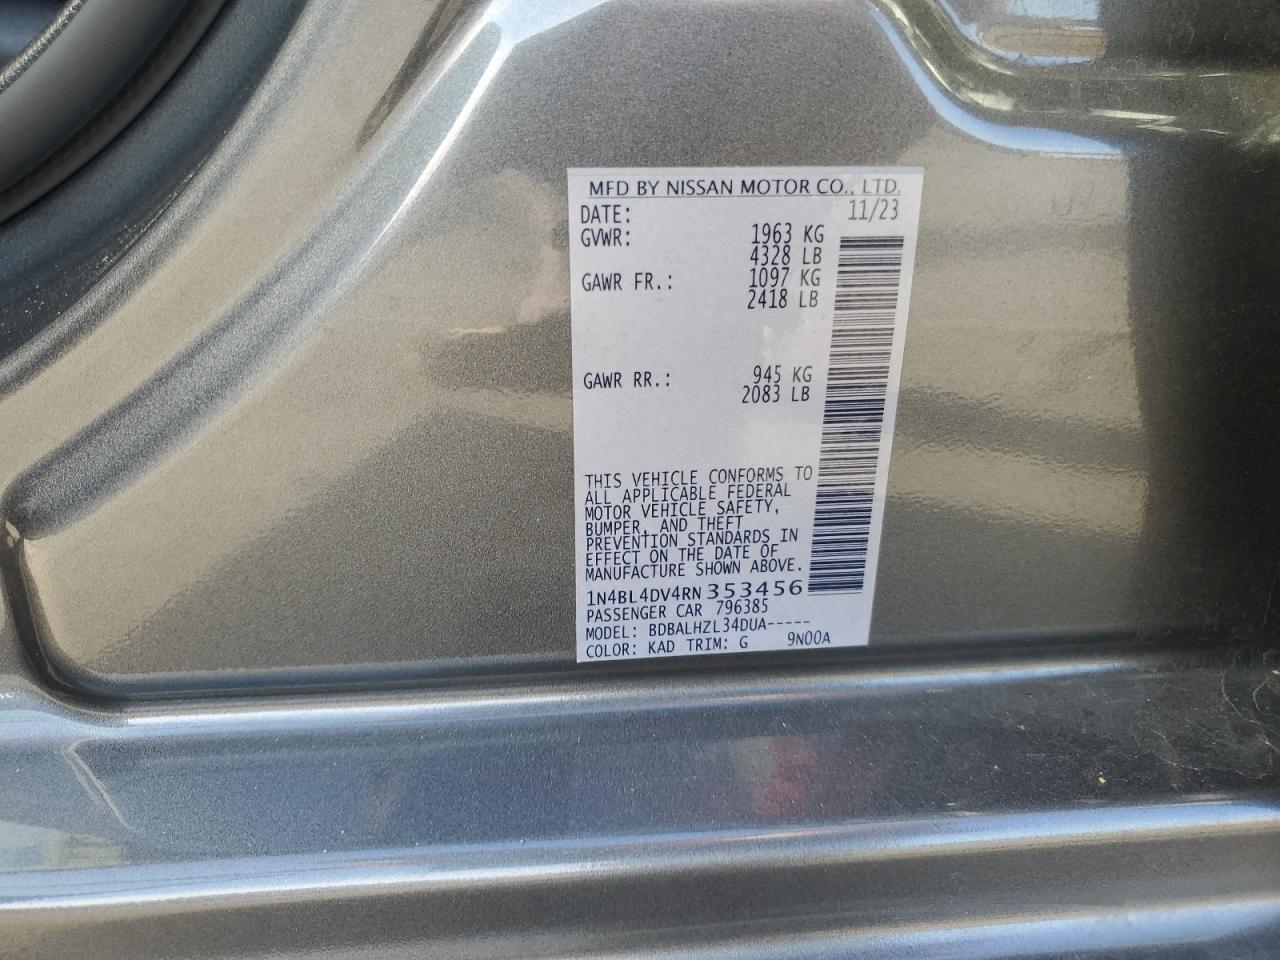 MFD BY NISSAN MOTOR CO., LTD.
DATE: 11/23
GVWR: 1963 KG
4328 LB
GAWR FR.: 1097 KG
2418 LB
GAWR RR.: 945 KG
2083 LB
THIS VEHICLE CONFORMS TO
ALL APPLICABLE FEDERAL
MOTOR VEHICLE SAFETY,
BUMPER, AND THEFT
PREVENTION STANDARDS IN
EFFECT ON THE DATE OF
MANUFACTURE SHOWN ABOVE.
1N4BL4DV4RN353456
PASSENGER CAR 796385
MODEL: BDBALHZL34DUA-----
COLOR: KAD TRIM: G 9N00A